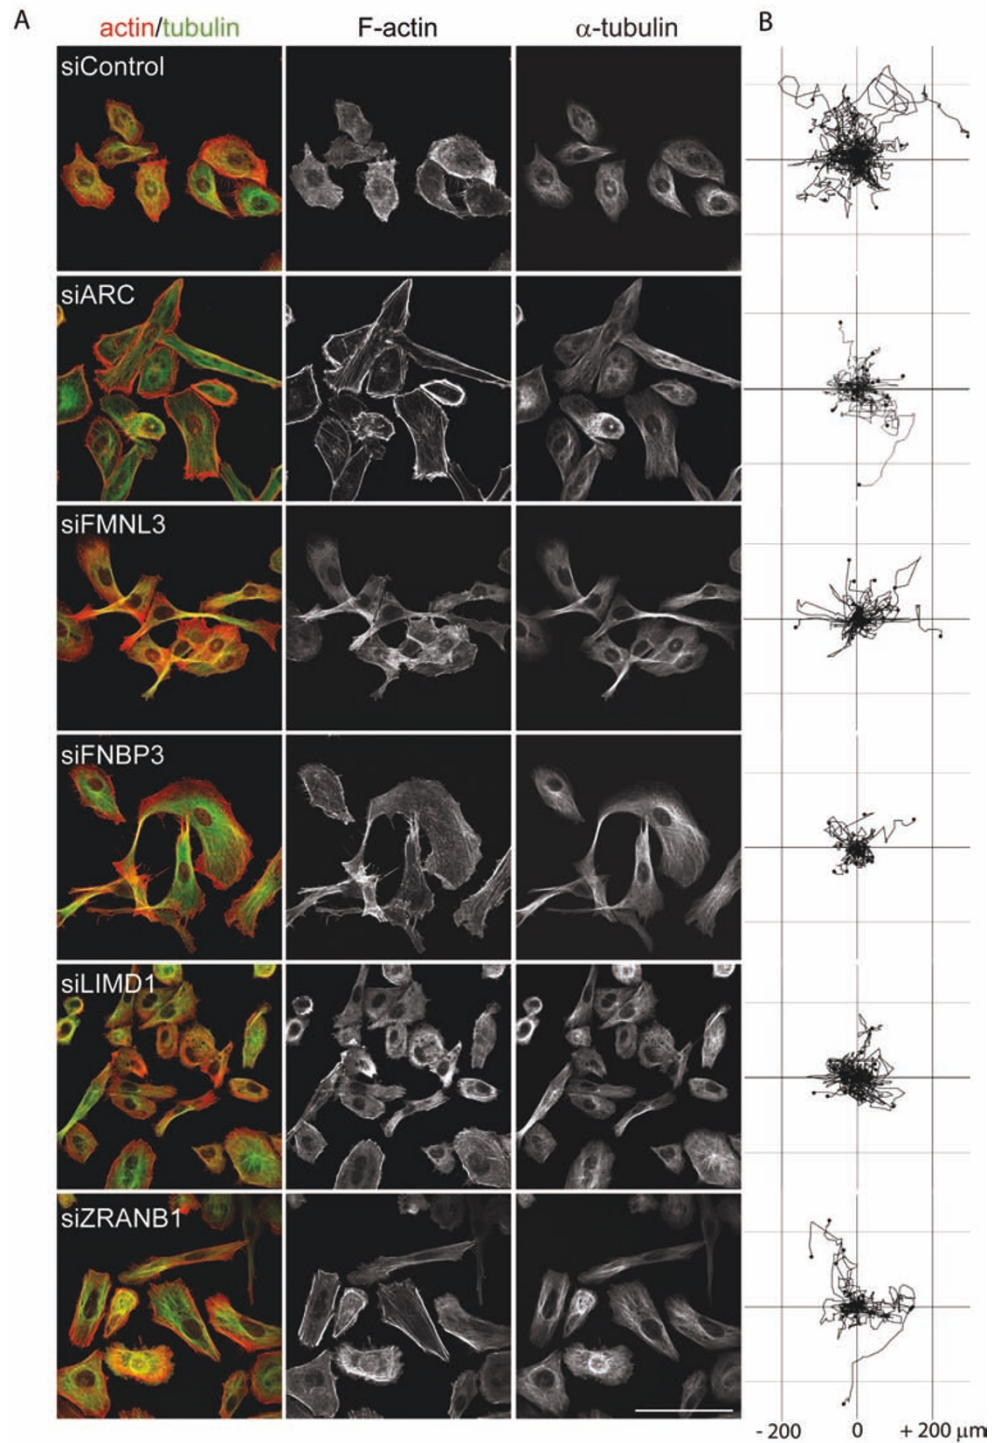 A
actin/tubulin
F-actin
α-tubulin
B
siControl
siARC
siFMNL3
siFNBP3
siLIMD1
siZRANB1
- 200
0
+ 200 µm